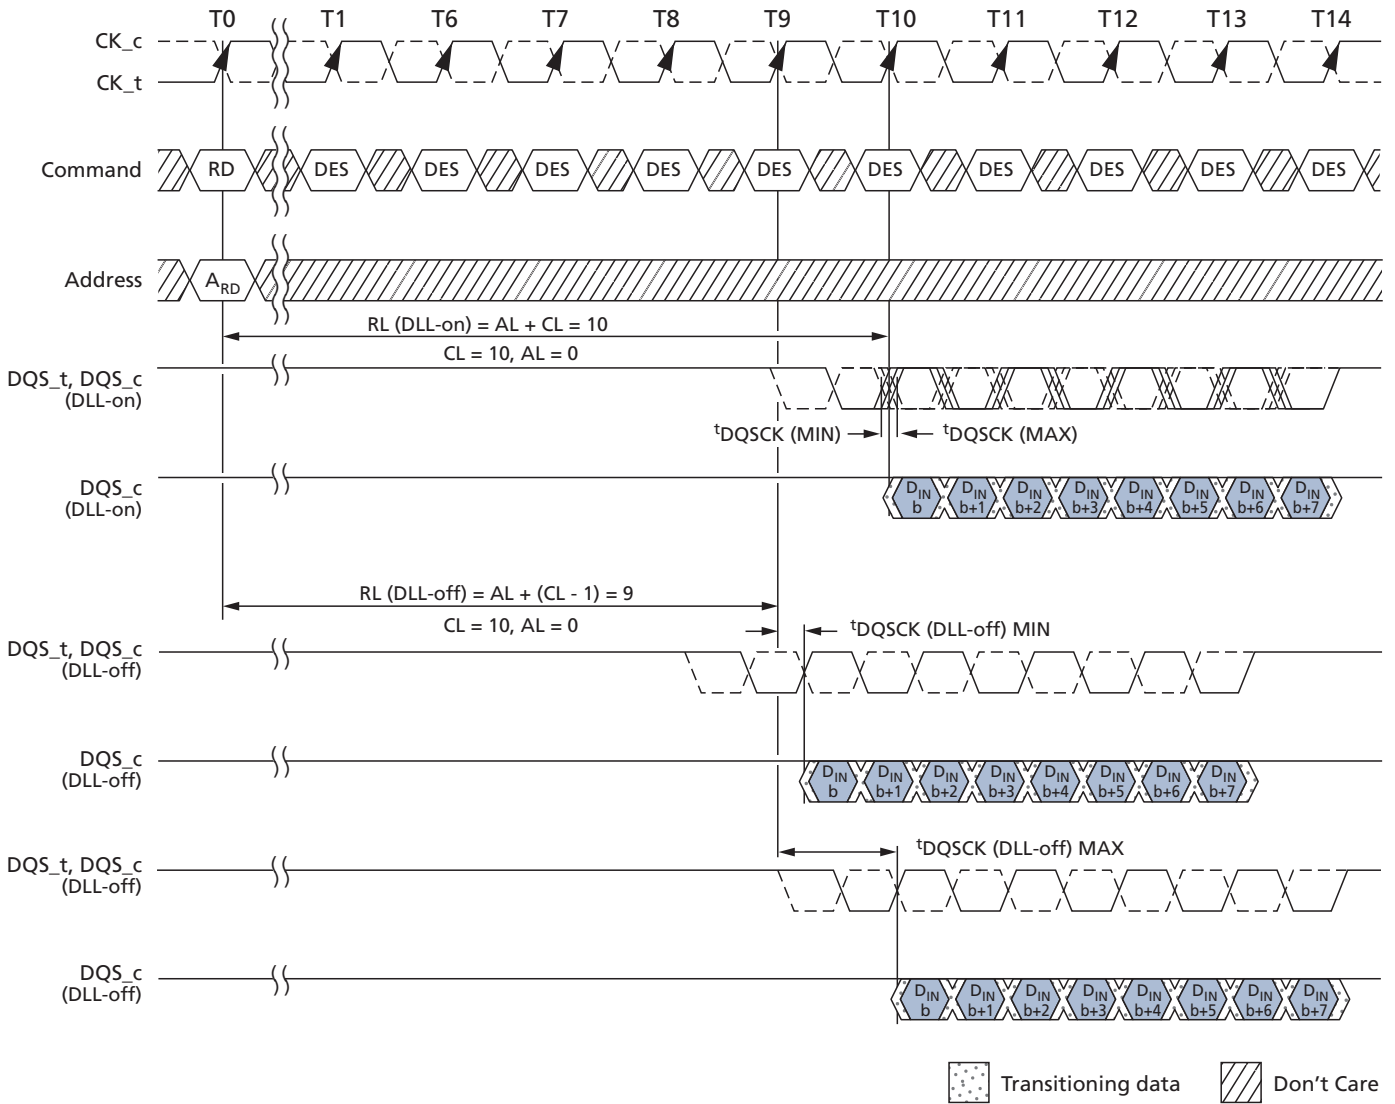 T0 T1 T6 T7 T8 T9 T10 T11 T12 T13 T14
CK_c
CK_t
Command RD DES DES DES DES DES DES DES DES DES DES
Address ARD
RL (DLL-on) = AL + CL = 10
CL = 10, AL = 0
DQS_t, DQS_c
(DLL-on)
tDQSCK (MIN) tDQSCK (MAX)
DQS_c
(DLL-on)
DIN DIN DIN DIN DIN DIN DIN DIN
b b+1 b+2 b+3 b+4 b+5 b+6 b+7
RL (DLL-off) = AL + (CL - 1) = 9
CL = 10, AL = 0
tDQSCK (DLL-off) MIN
DQS_t, DQS_c
(DLL-off)
DQS_c
(DLL-off)
DIN DIN DIN DIN DIN DIN DIN DIN
b b+1 b+2 b+3 b+4 b+5 b+6 b+7
tDQSCK (DLL-off) MAX
DQS_t, DQS_c
(DLL-off)
DQS_c
(DLL-off)
DIN DIN DIN DIN DIN DIN DIN DIN
b b+1 b+2 b+3 b+4 b+5 b+6 b+7
Transitioning data Don't Care